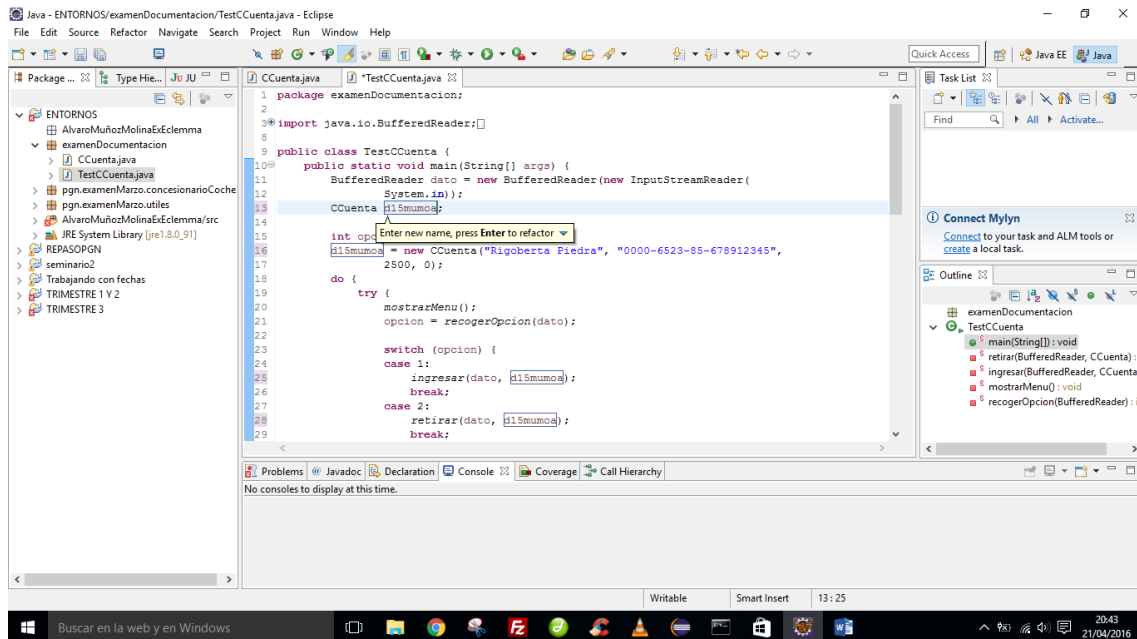 Java - ENTORNOS/examenDocumentacion/TestCCuenta.java - Eclipse
File Edit Source Refactor Navigate Search Project Run Window Help
Quick Access Java EE Java
Package ... Type Hie... Ju JU
ENTORNOS
AlvaroMuñozMolinaExEclemma
examenDocumentacion
CCuenta.java
TestCCuenta.java
pgn.examenMarzo.concesionarioCoche
pgn.examenMarzo.utiles
AlvaroMuñozMolinaExEclemma/src
JRE System Library [jre1.8.0_91]
REPASOPGN
seminario2
Trabajando con fechas
TRIMESTRE 1 Y 2
TRIMESTRE 3
CCuenta.java *TestCCuenta.java
1 package examenDocumentacion;
2
3 import java.io.BufferedReader;
8
9 public class TestCCuenta {
10 public static void main(String[] args) {
11 BufferedReader dato = new BufferedReader(new InputStreamReader(
12 System.in));
13 CCuenta d15mumoa;
14
Enter new name, press Enter to refactor
15 int opc
16 d15mumoa = new CCuenta("Rigoberta Piedra", "0000-6523-85-678912345",
17 2500, 0);
18 do {
19 try {
20 mostrarMenu();
21 opcion = recogerOpcion(dato);
22
23 switch (opcion) {
24 case 1:
25 ingresar(dato, d15mumoa);
26 break;
27 case 2:
28 retirar(dato, d15mumoa);
29 break;
Task List
Find All Activate...
Connect Mylyn
Connect to your task and ALM tools or
create a local task.
Outline
examenDocumentacion
TestCCuenta
main(String[]) : void
retirar(BufferedReader, CCuenta) :
ingresar(BufferedReader, CCuenta
mostrarMenu() : void
recogerOpcion(BufferedReader) : i
Problems @ Javadoc Declaration Console Coverage Call Hierarchy
No consoles to display at this time.
Writable Smart Insert 13 : 25
Buscar en la web y en Windows
20:43
21/04/2016